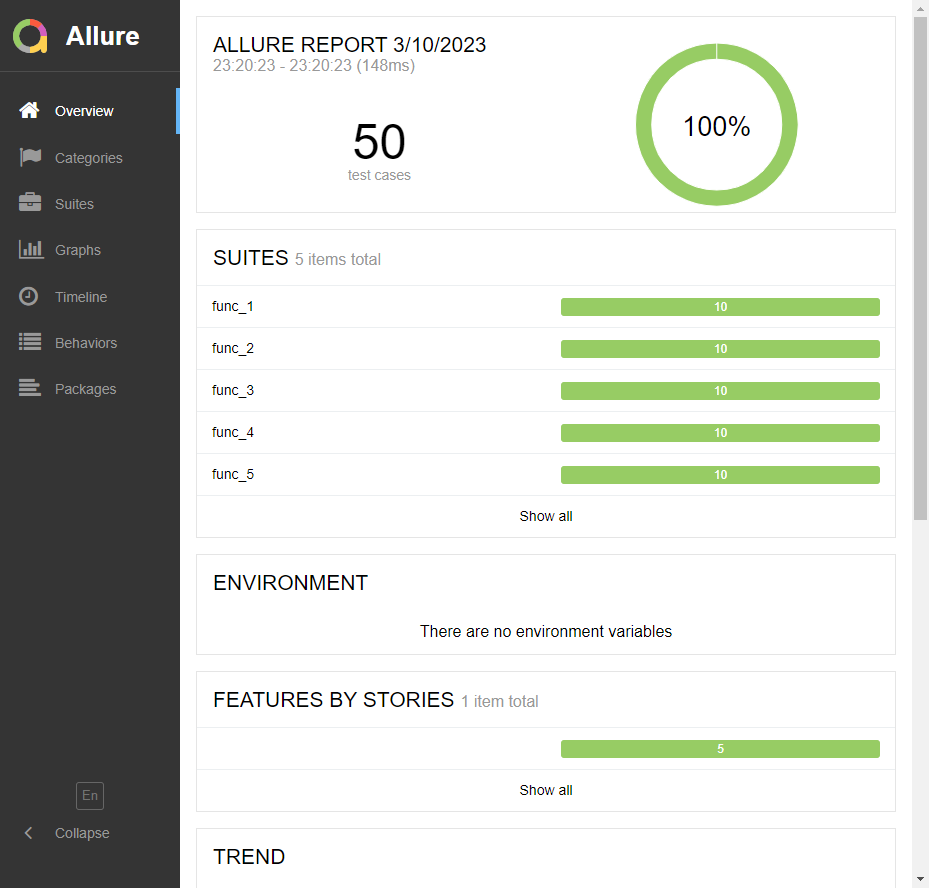 Allure
Overview
Categories
Suites
Graphs
Timeline
Behaviors
Packages
En
Collapse
ALLURE REPORT 3/10/2023
23:20:23 - 23:20:23 (148ms)
50
test cases
100%
SUITES 5 items total
func_1 10
func_2 10
func_3 10
func_4 10
func_5 10
Show all
ENVIRONMENT
There are no environment variables
FEATURES BY STORIES 1 item total
5
Show all
TREND